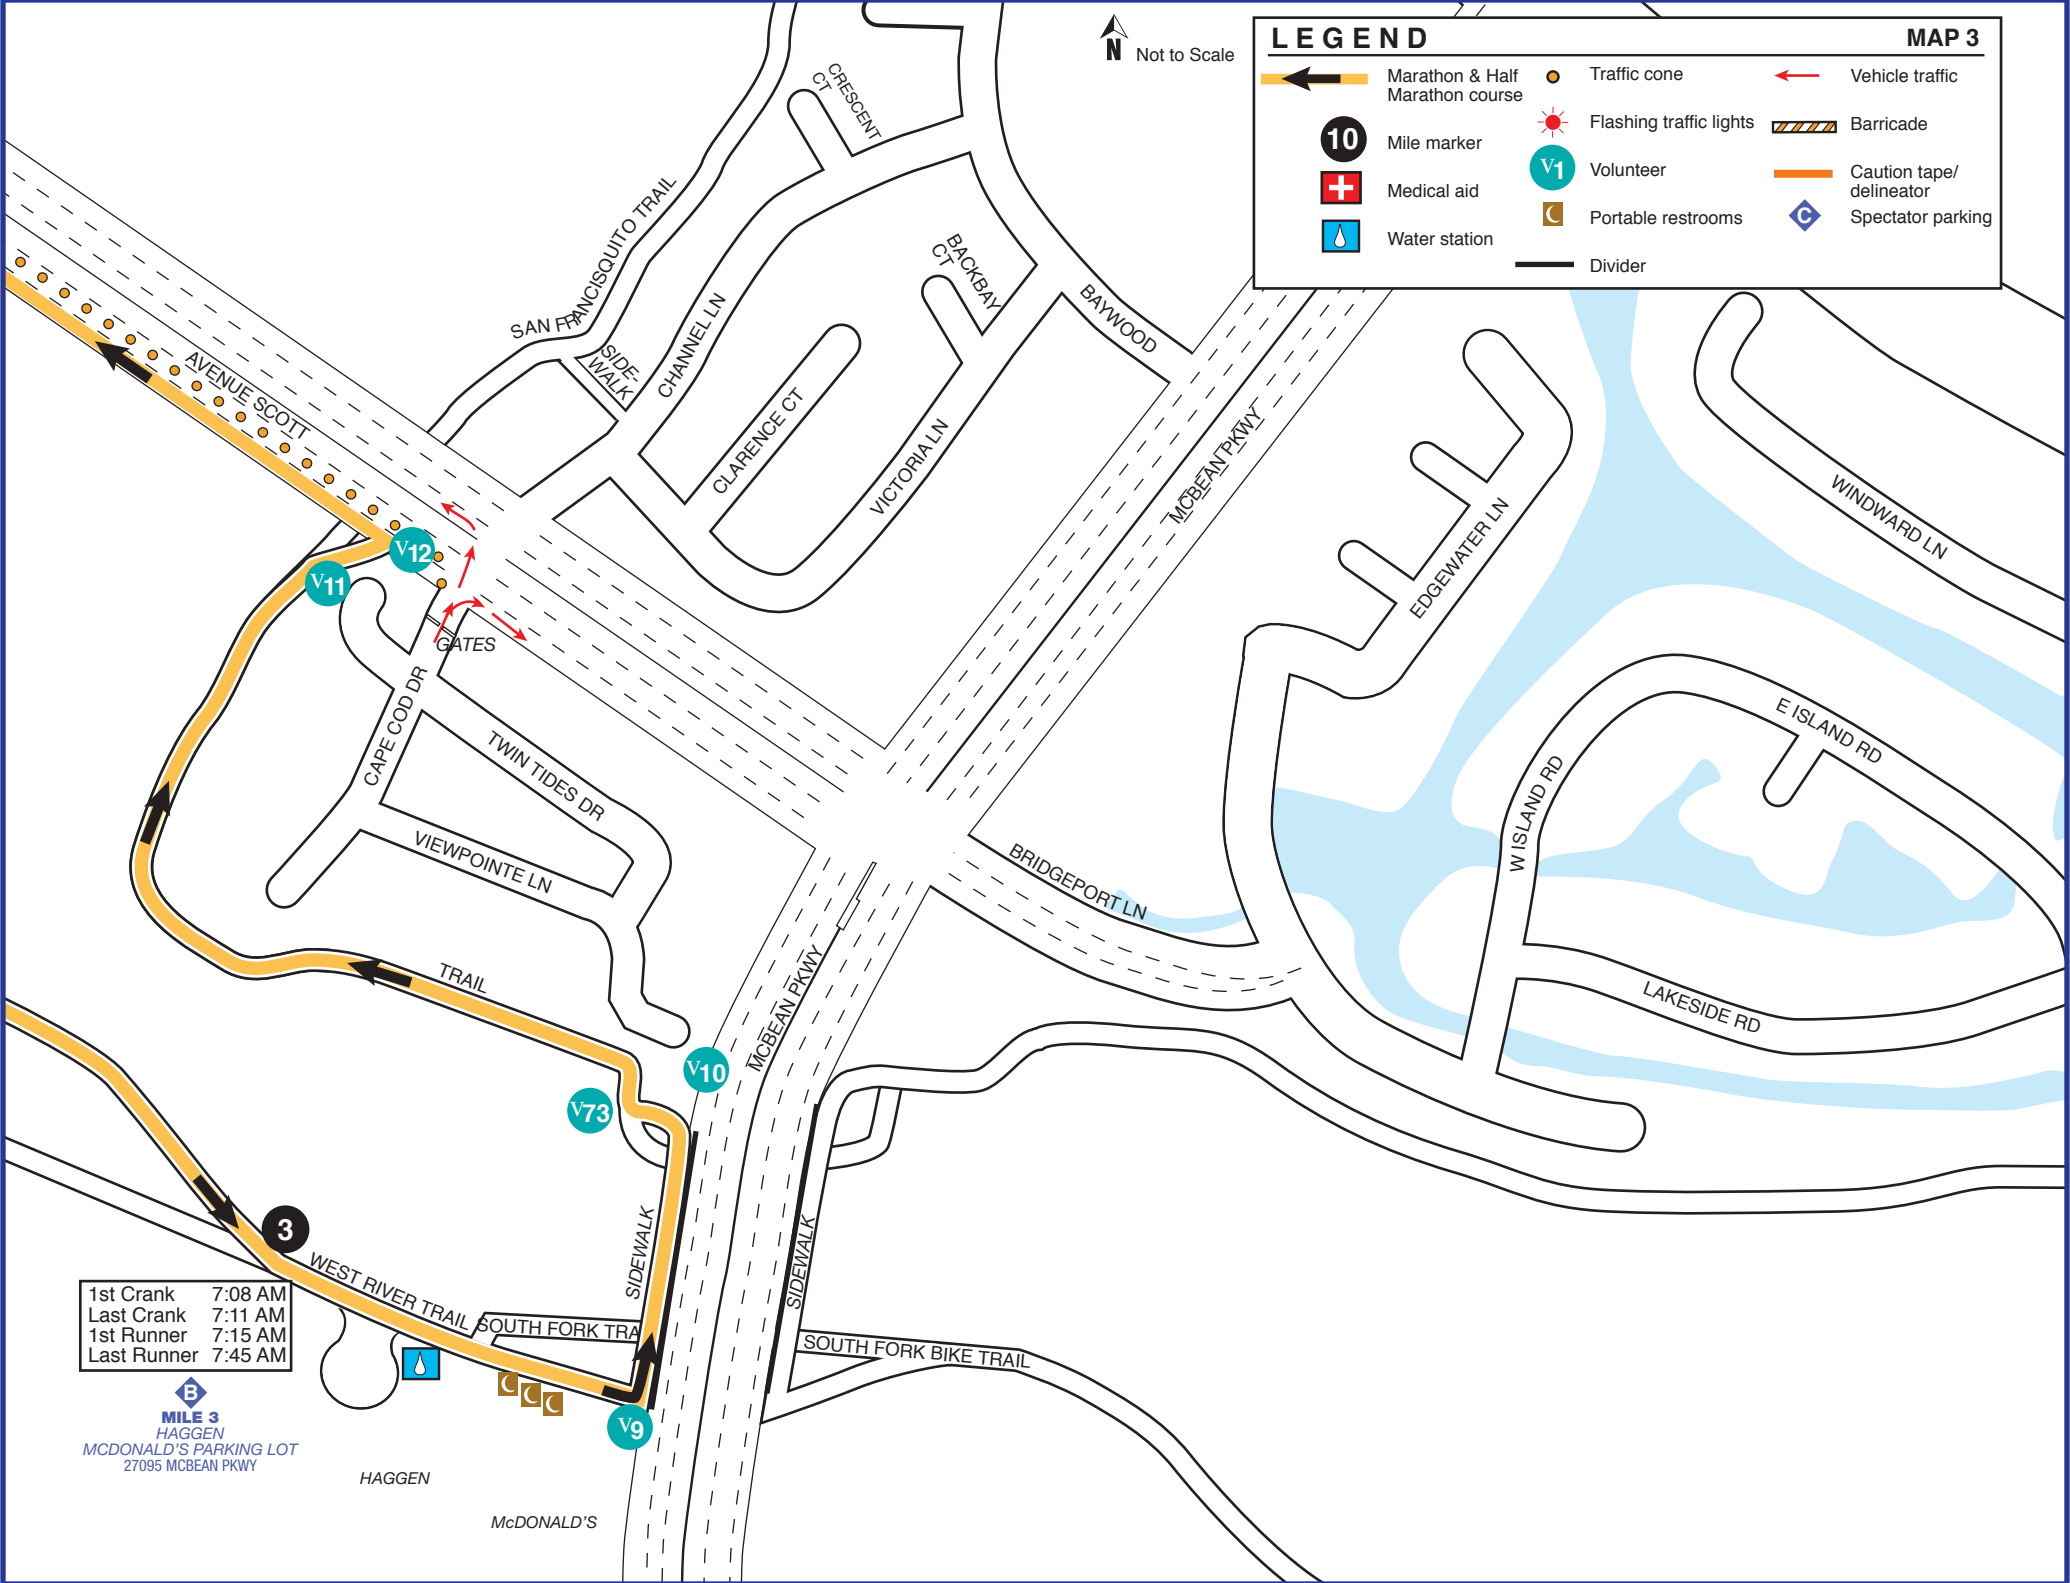 LEGEND
MAP 3
Marathon & Half
Marathon course
Traffic cone
Vehicle traffic
Flashing traffic lights
10
Mile marker
Barricade
V1
Volunteer
Medical aid
Caution tape/
delineator
Portable restrooms
C
Spectator parking
Water station
Divider
N
Not to Scale
CRESCENT
CT
SAN FRANCISQUITO TRAIL
SIDE-
WALK
CHANNEL LN
BACKBAY
CT
BAYWOOD
CLARENCE CT
VICTORIA LN
MCBEAN PKWY
AVENUE SCOTT
EDGEWATER LN
WINDWARD LN
V12
V11
GATES
CAPE COD DR
TWIN TIDES DR
VIEWPOINTE LN
E ISLAND RD
W ISLAND RD
BRIDGEPORT LN
LAKESIDE RD
TRAIL
MCBEAN PKWY
V10
V73
SIDEWALK
SIDEWALK
3
WEST RIVER TRAIL
SOUTH FORK TRA
SOUTH FORK BIKE TRAIL
V9
1st Crank 7:08 AM
Last Crank 7:11 AM
1st Runner 7:15 AM
Last Runner 7:45 AM
B
MILE 3
HAGGEN
MCDONALD'S PARKING LOT
27095 MCBEAN PKWY
HAGGEN
McDONALD'S